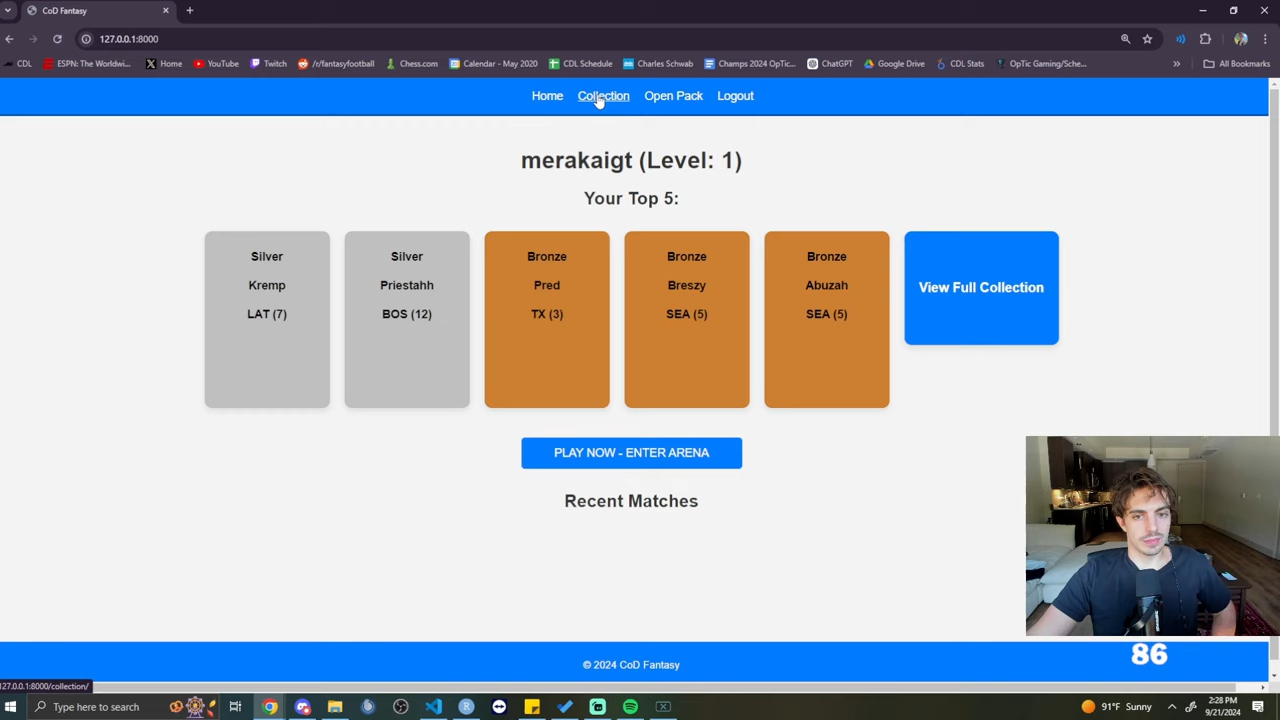 CoD Fantasy
127.0.0.1:8000
CDL
ESPN: The Worldwi...
Home
YouTube
Twitch
/r/fantasyfootball
Chess.com
Calendar - May 2020
CDL Schedule
Charles Schwab
Champs 2024 OpTic...
ChatGPT
Google Drive
CDL Stats
OpTic Gaming/Sche...
»
All Bookmarks
Home
Collection
Open Pack
Logout
merakaigt (Level: 1)
Your Top 5:
Silver
Kremp
LAT (7)
Silver
Priestahh
BOS (12)
Bronze
Pred
TX (3)
Bronze
Breszy
SEA (5)
Bronze
Abuzah
SEA (5)
View Full Collection
PLAY NOW - ENTER ARENA
Recent Matches
86
© 2024 CoD Fantasy
127.0.0.1:8000/collection/
Type here to search
91°F Sunny
2:28 PM
9/21/2024